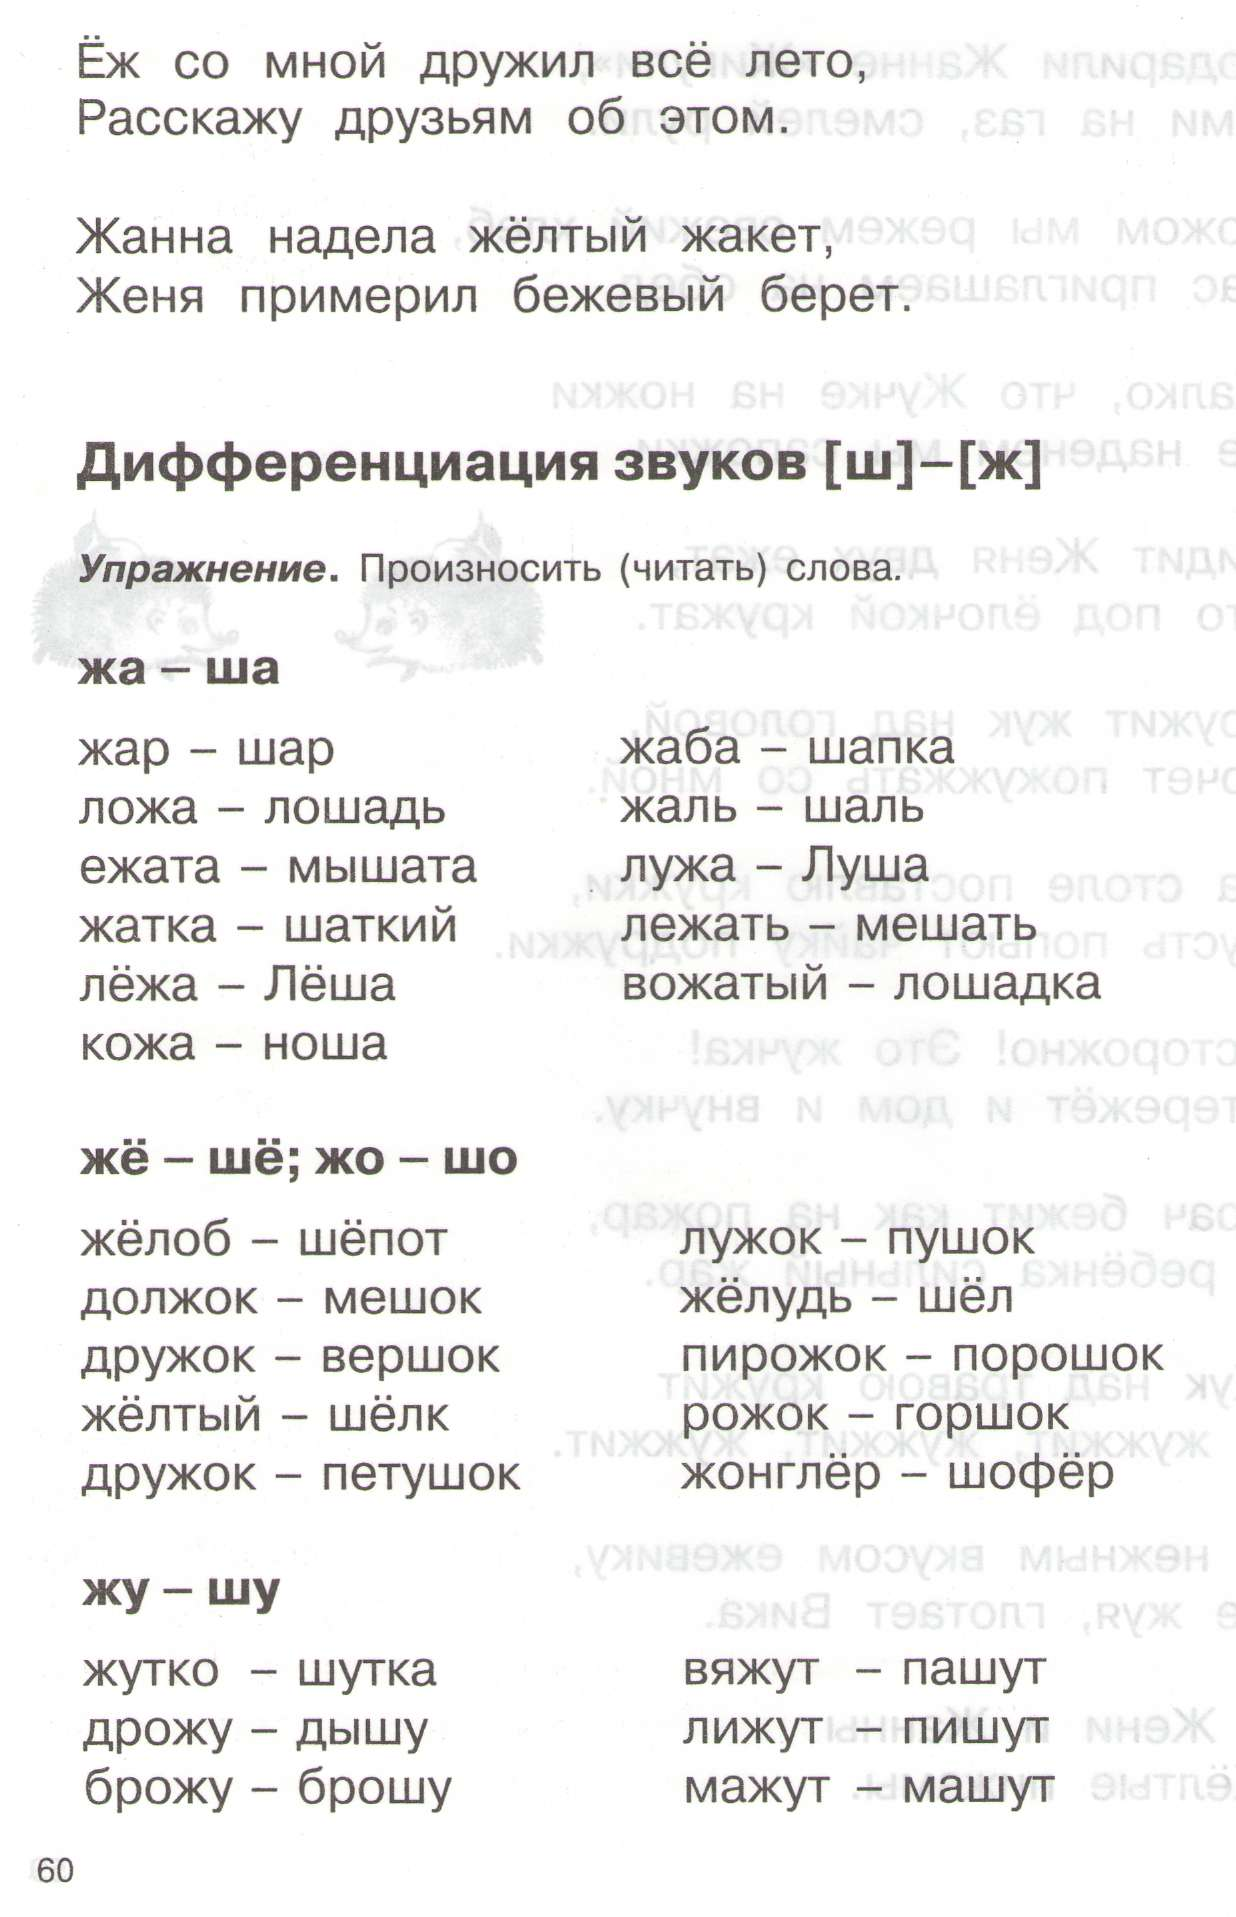 Ёж со мной дружил всё лето,
Расскажу друзьям об этом.
Жанна надела жёлтый жакет,
Женя примерил бежевый берет.
Дифференциация звуков [ш]–[ж]
Упражнение. Произносить (читать) слова.
жа – ша
жар – шар
ложа – лошадь
ежата – мышата
жатка – шаткий
лёжа – Лёша
кожа – ноша
жаба – шапка
жаль – шаль
лужа – Луша
лежать – мешать
вожатый – лошадка
жё – шё; жо – шо
жёлоб – шёпот
должок – мешок
дружок – вершок
жёлтый – шёлк
дружок – петушок
лужок – пушок
жёлудь – шёл
пирожок – порошок
рожок – горшок
жонглёр – шофёр
жу – шу
жутко – шутка
дрожу – дышу
брожу – брошу
вяжут – пашут
лижут – пишут
мажут – машут
60